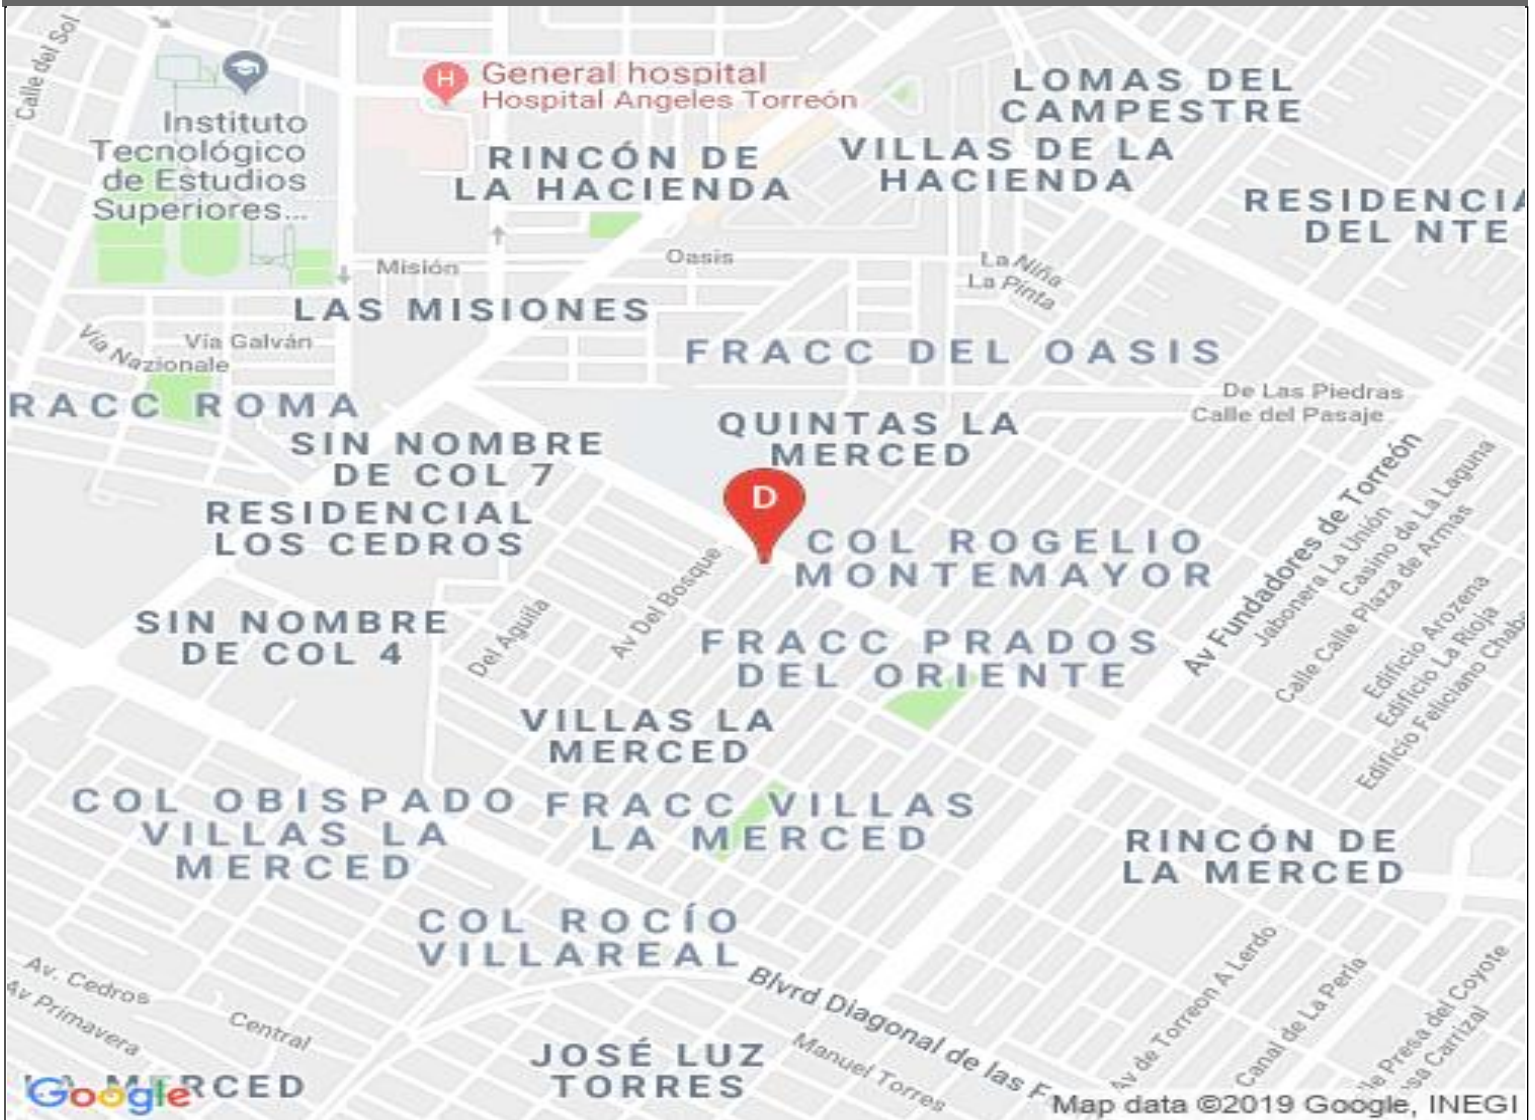 Calle del Sol
H
General hospital
Hospital Angeles Torreón
LOMAS DEL
CAMPESTRE
Instituto
Tecnológico
de Estudios
Superiores...
RINCÓN DE
LA HACIENDA
VILLAS DE LA
HACIENDA
RESIDENCIA
DEL NTE
Misión
Oasis
La Niña
La Pinta
LAS MISIONES
Vía Galván
Vía Nazionale
FRACC DEL OASIS
RACC ROMA
De Las Piedras
Calle del Pasaje
SIN NOMBRE
DE COL 7
QUINTAS LA
MERCED
RESIDENCIAL
LOS CEDROS
D
COL ROGELIO
MONTEMAYOR
Av Fundadores de Torreón
Jabonera La Unión
Casino de La Laguna
Calle Calle Plaza de Armas
Edificio Arozena
Edificio La Rioja
Edificio Feliciano Chab
SIN NOMBRE
DE COL 4
Del Aguila
Av Del Bosque
FRACC PRADOS
DEL ORIENTE
VILLAS LA
MERCED
COL OBISPADO
VILLAS LA
MERCED
FRACC VILLAS
LA MERCED
RINCÓN DE
LA MERCED
COL ROCÍO
VILLAREAL
Av. Cedros
Av Primavera
Central
Blvrd Diagonal de las F
JOSÉ LUZ
TORRES
Manuel Torres
Av de Torreon A Lerdo
Canal de La Perla
lle Presa del Coyote
osa Carrizal
LA MERCED
Google
Map data ©2019 Google, INEGI